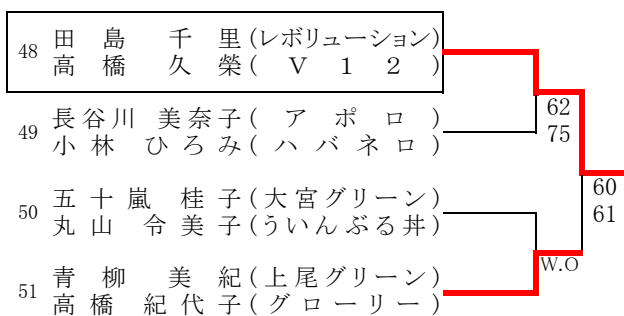 48 田島 千里(レボリューション)
高橋 久榮(V12)
62
75
49 長谷川 美奈子(アポロ)
小林 ひろみ(ハバネロ)
60
61
50 五十嵐 桂子(大宮グリーン)
丸山 令美子(ういんぶる丼)
W.O
51 青柳 美紀(上尾グリーン)
高橋 紀代子(グローリー)